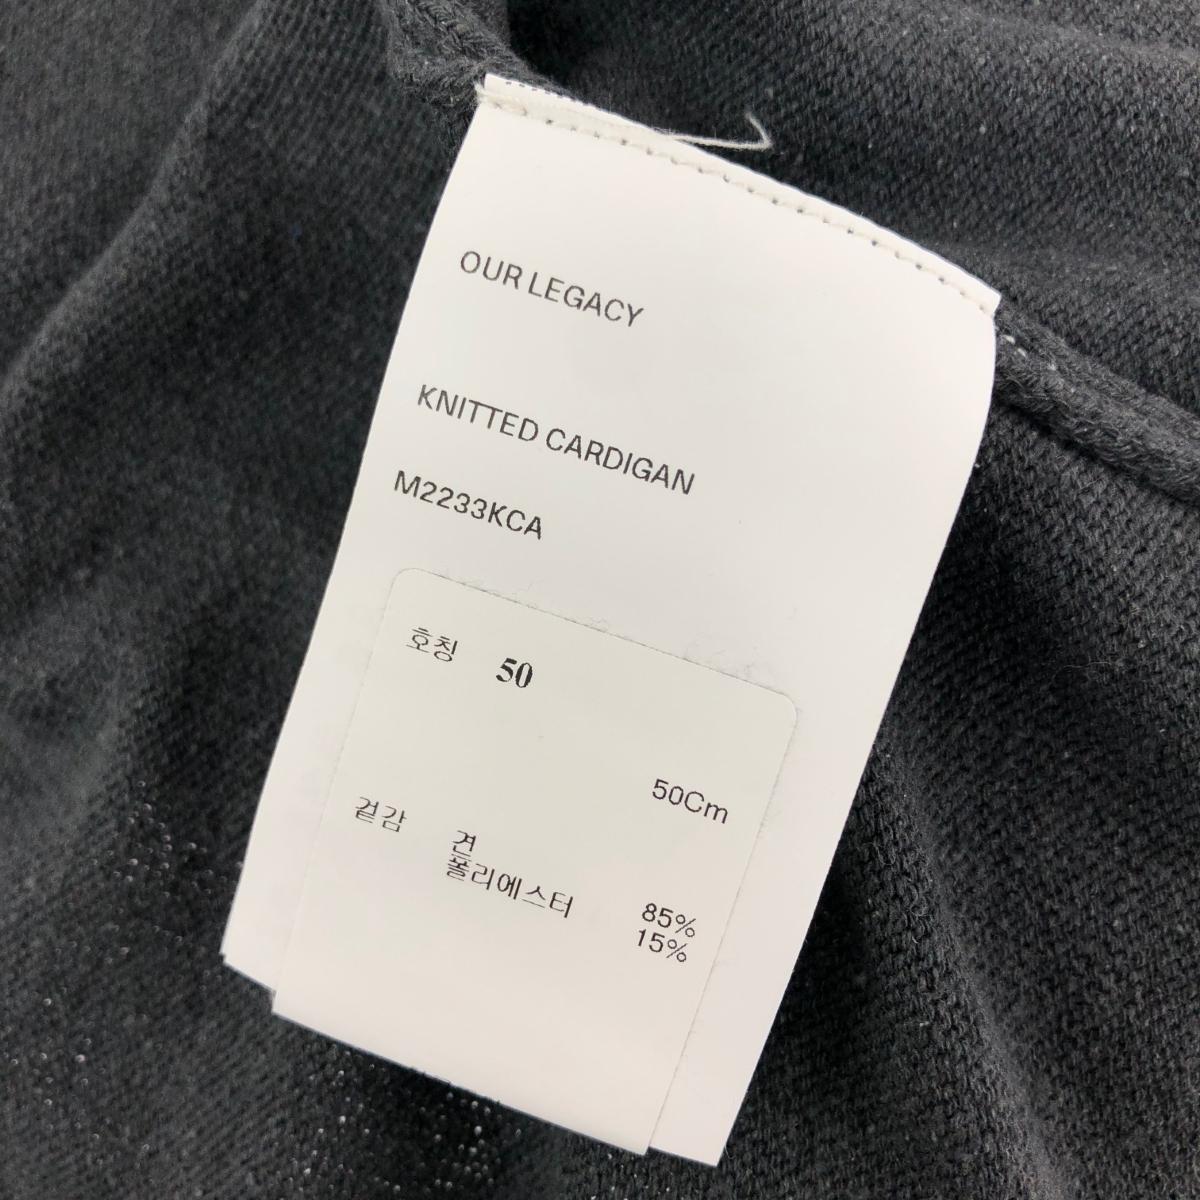 OUR LEGACY
KNITTED CARDIGAN
M2233KCA
호칭 50
50Cm
겉감 견 85%
폴리에스터 15%